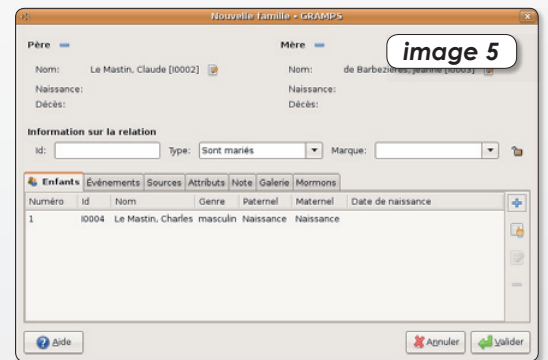 Nouvelle famille - GRAMPS
image 5
Père
Mère
Nom: Le Mastin, Claude [I0002]
Nom: de Barbezières, Jeanne [I0003]
Naissance:
Naissance:
Décès:
Décès:
Information sur la relation
Id: Type: Sont mariés Marque:
Enfants Événements Sources Attributs Note Galerie Mormons
Numéro Id Nom Genre Paternel Maternel Date de naissance
1 I0004 Le Mastin, Charles masculin Naissance Naissance
Aide Annuler Valider